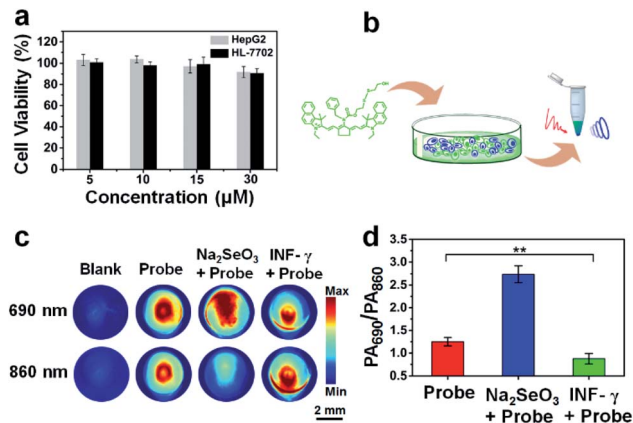 a
Cell Viability (%)
120
100
80
60
40
20
0
HepG2
HL-7702
5 10 15 30
Concentration (μM)
b
OH
c
Blank Probe Na₂SeO₃ + Probe INF- γ + Probe
690 nm
860 nm
Max
Min
2 mm
d
PA₆₉₀/PA₈₆₀
3.5
3.0
2.5
2.0
1.5
1.0
0.5
**
Probe Na₂SeO₃ + Probe INF- γ + Probe